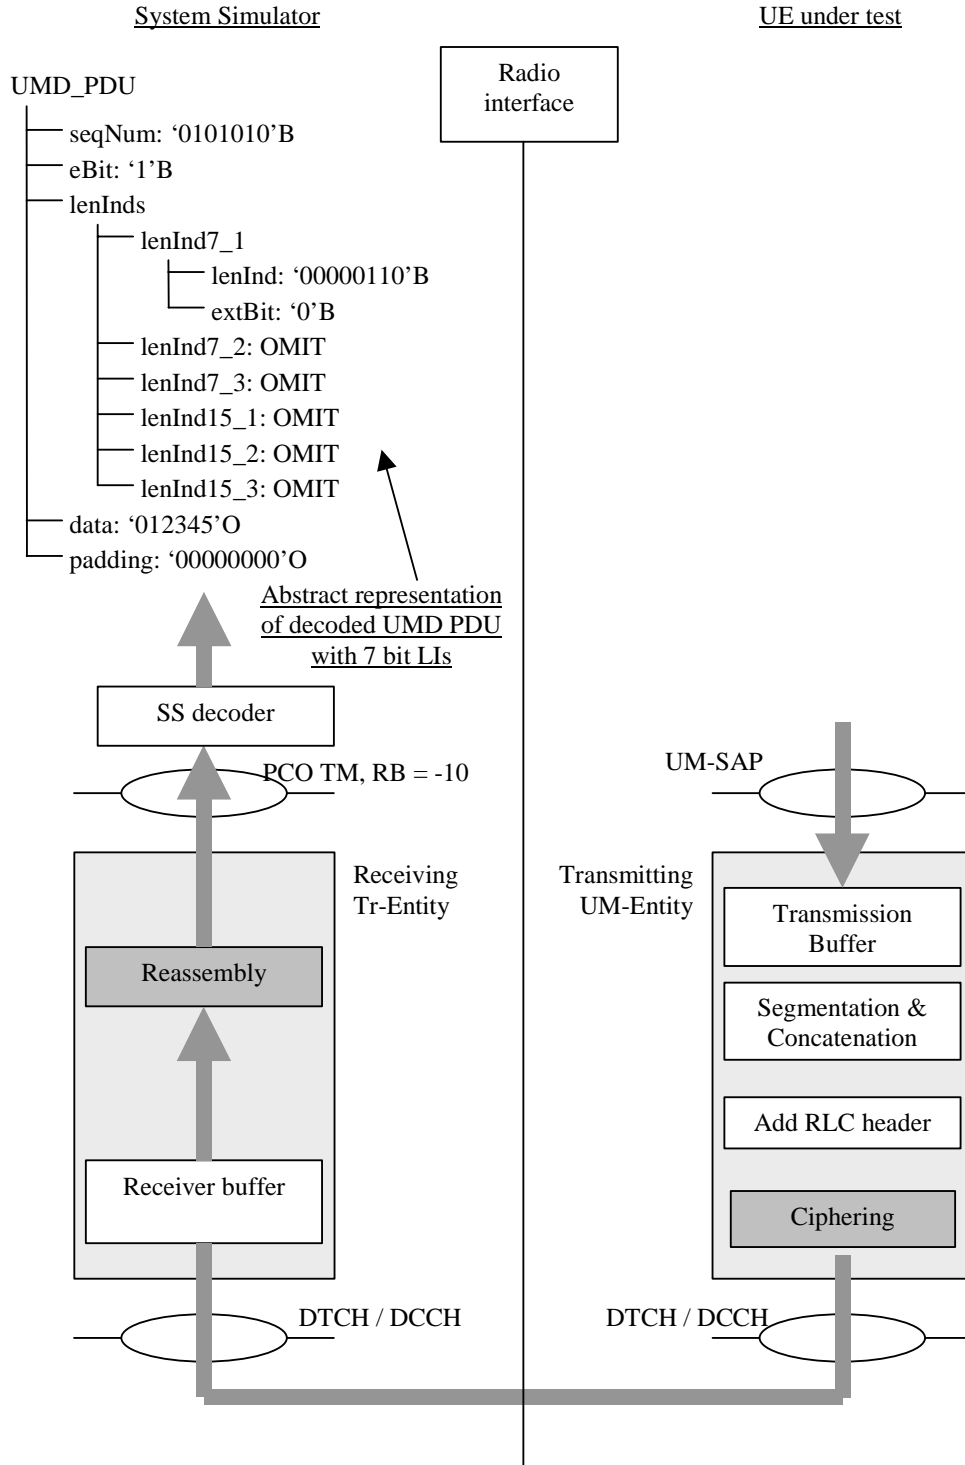 System Simulator
UE under test
Radio
interface
UMD_PDU
seqNum: ‘0101010’B
eBit: ‘1’B
lenInds
lenInd7_1
lenInd: ‘00000110’B
extBit: ‘0’B
lenInd7_2: OMIT
lenInd7_3: OMIT
lenInd15_1: OMIT
lenInd15_2: OMIT
lenInd15_3: OMIT
data: ‘012345’O
padding: ‘00000000’O
Abstract representation
of decoded UMD PDU
with 7 bit LIs
SS decoder
PCO TM, RB = -10
UM-SAP
Receiving
Tr-Entity
Transmitting
UM-Entity
Transmission
Buffer
Reassembly
Segmentation &
Concatenation
Add RLC header
Receiver buffer
Ciphering
DTCH / DCCH
DTCH / DCCH